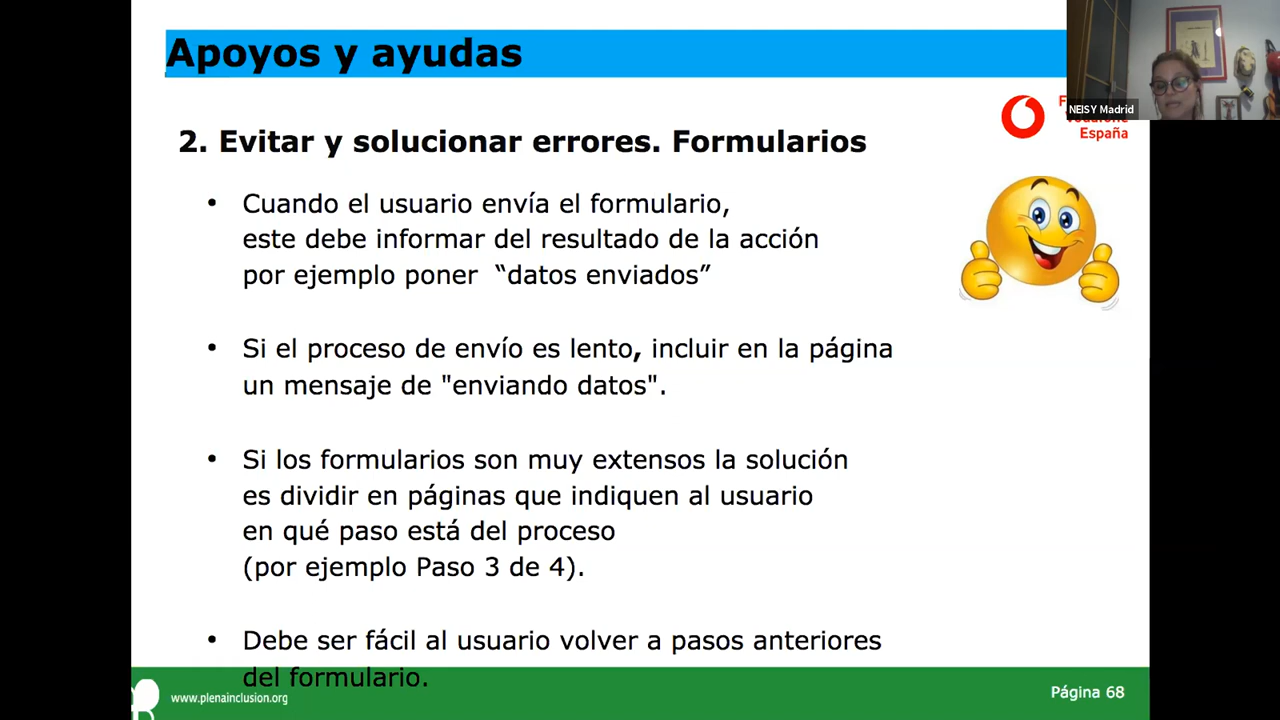 Apoyos y ayudas
NEISY Madrid
España
2. Evitar y solucionar errores. Formularios
• Cuando el usuario envía el formulario,
este debe informar del resultado de la acción
por ejemplo poner “datos enviados”
• Si el proceso de envío es lento, incluir en la página
un mensaje de "enviando datos".
• Si los formularios son muy extensos la solución
es dividir en páginas que indiquen al usuario
en qué paso está del proceso
(por ejemplo Paso 3 de 4).
• Debe ser fácil al usuario volver a pasos anteriores
del formulario.
www.plenainclusion.org
Página 68